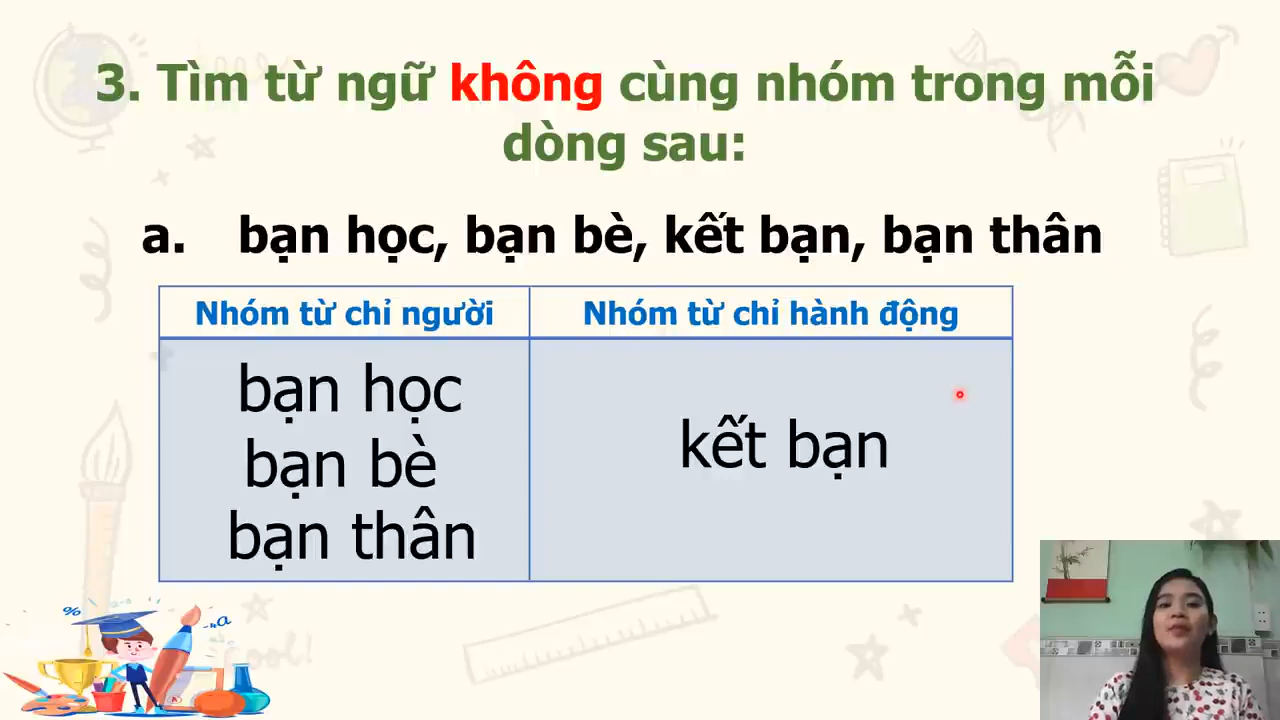 3. Tìm từ ngữ không cùng nhóm trong mỗi
dòng sau:
a. bạn học, bạn bè, kết bạn, bạn thân
Nhóm từ chỉ người
Nhóm từ chỉ hành động
bạn học
bạn bè
bạn thân
kết bạn